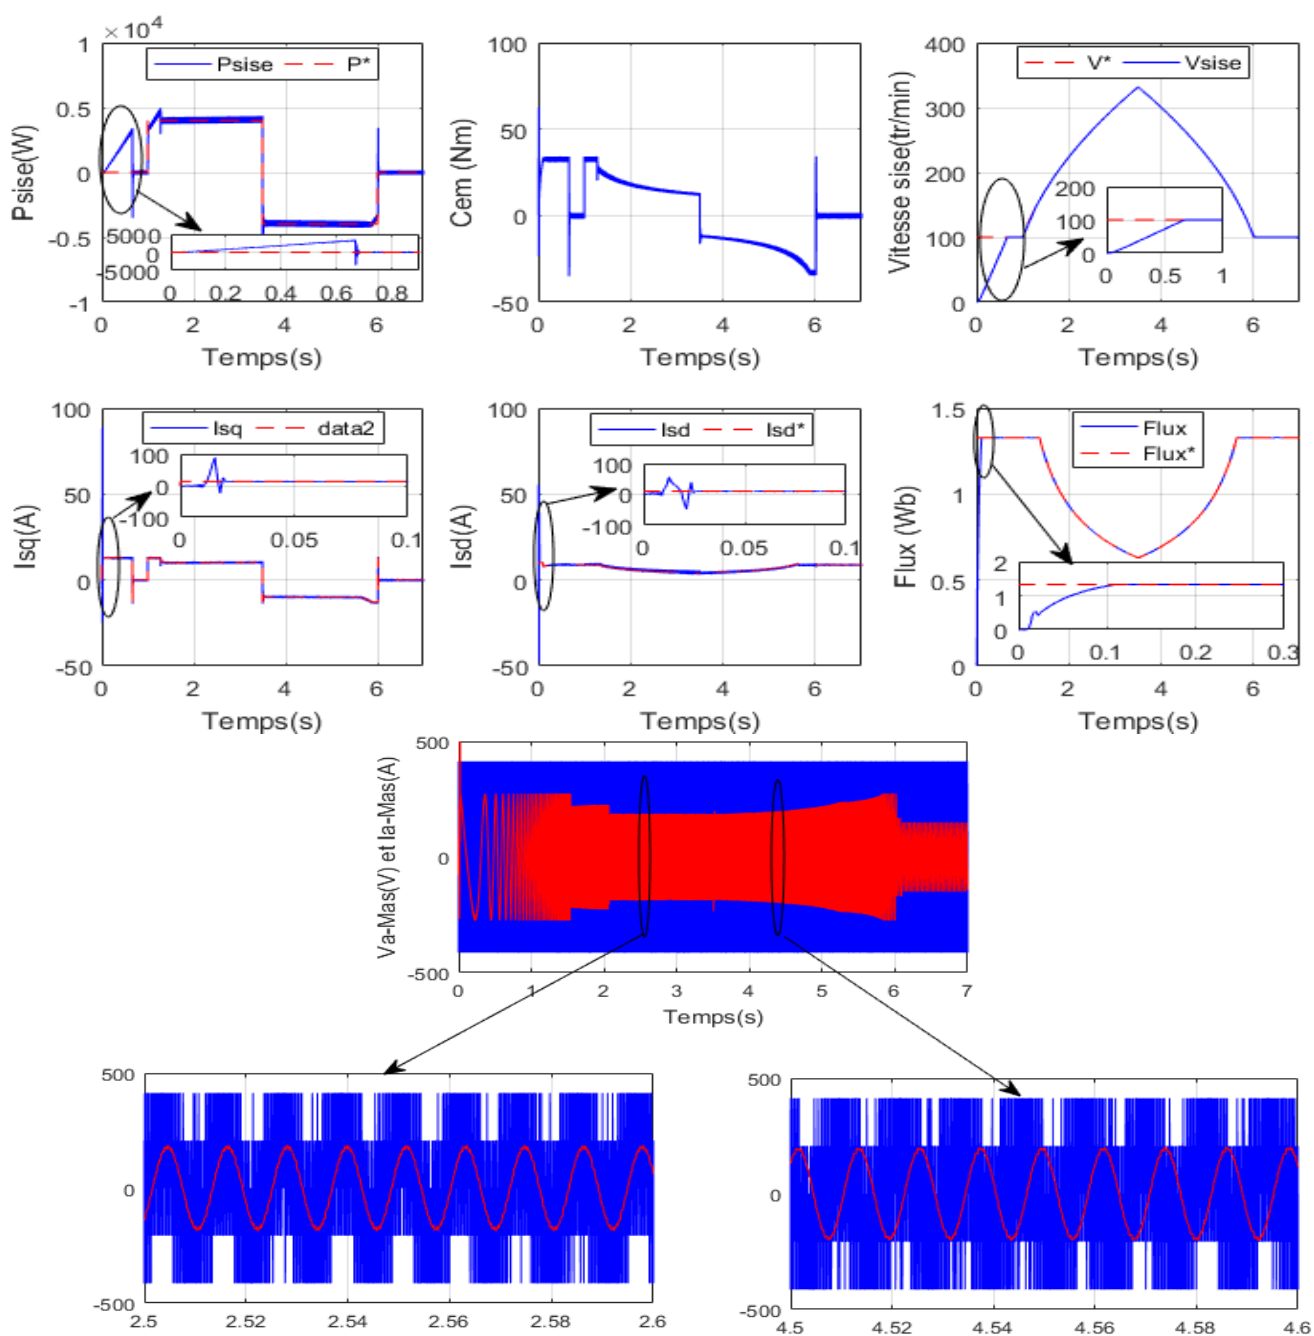 × 10^4
Psise P*
1
0.5
0
-0.5
-1
Psise(W)
5000
0
-5000
0 0.2 0.4 0.6 0.8
0 2 4 6
Temps(s)
100
50
0
-50
Cem (Nm)
0 2 4 6
Temps(s)
400
300
200
100
0
V* Vsise
Vitesse sise(tr/min)
200
100
0
0 0.5 1
0 2 4 6
Temps(s)
100
50
0
-50
Isq data2
Isq(A)
100
0
-100
0 0.05 0.1
0 2 4 6
Temps(s)
100
50
0
-50
Isd Isd*
Isd(A)
100
0
-100
0 0.05 0.1
0 2 4 6
Temps(s)
1.5
1
0.5
0
Flux
Flux*
Flux (Wb)
2
1
0
0 0.1 0.2 0.3
0 2 4 6
Temps(s)
500
0
-500
Va-Mas(V) et Ia-Mas(A)
0 1 2 3 4 5 6 7
Temps(s)
500
0
-500
2.5 2.52 2.54 2.56 2.58 2.6
500
0
-500
4.5 4.52 4.54 4.56 4.58 4.6